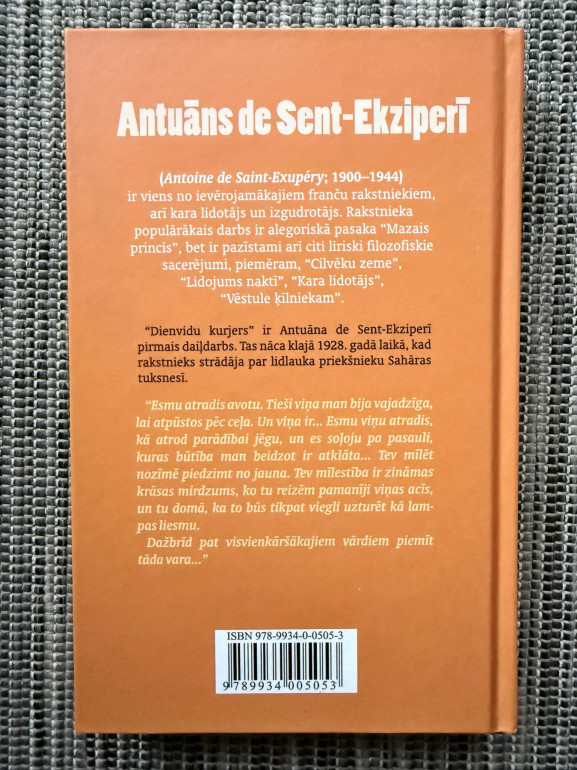 Antuāns de Sent-Ekziperī
(Antoine de Saint-Exupéry; 1900–1944)
ir viens no ievērojamākajiem franču rakstniekiem,
arī kara lidotājs un izgudrotājs. Rakstnieka
populārākais darbs ir alegoriskā pasaka “Mazais
princis”, bet ir pazīstami arī citi liriski filozofiskie
sacerējumi, piemēram, “Cilvēku zeme”,
“Lidojums naktī”, “Kara lidotājs”,
“Vēstule ķīlniekam”.
“Dienvidu kurjers” ir Antuāna de Sent-Ekziperī
pirmais daiļdarbs. Tas nāca klajā 1928. gadā laikā, kad
rakstnieks strādāja par lidlauka priekšnieku Sahāras
tuksnesī.
“Esmu atradis avotu. Tieši viņa man bija vajadzīga,
lai atpūstos pēc ceļa. Un viņa ir... Esmu viņu atradis,
kā atrod parādībai jēgu, un es soļoju pa pasauli,
kuras būtība man beidzot ir atklāta... Tev mīlēt
nozīmē piedzimt no jauna. Tev mīlestība ir zināmas
krāsas mirdzums, ko tu reizēm pamanīji viņas acīs,
un tu domā, ka to būs tikpat viegli uzturēt kā lam-
pas liesmu.
Dažbrīd pat visvienkāršākajiem vārdiem piemīt
tāda vara...”
ISBN 978-9934-0-0505-3
9 789934 005053